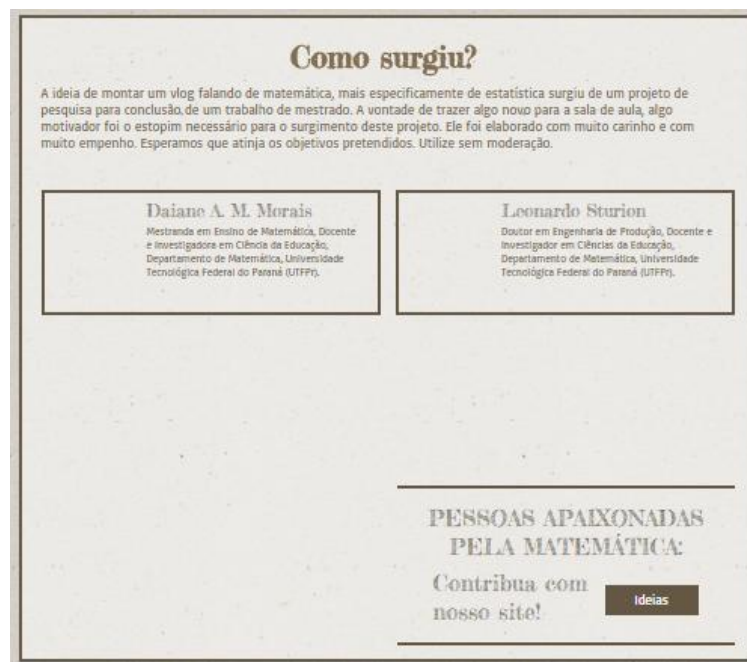 Como surgiu?
A ideia de montar um vlog falando de matemática, mais especificamente de estatística surgiu de um projeto de
pesquisa para conclusão de um trabalho de mestrado. A vontade de trazer algo novo para a sala de aula, algo
motivador foi o estopim necessário para o surgimento deste projeto. Ele foi elaborado com muito carinho e com
muito empenho. Esperamos que atinja os objetivos pretendidos. Utilize sem moderação.
Daiane A. M. Morais
Mestranda em Ensino de Matemática, Docente
e investigadora em Ciência da Educação,
Departamento de Matemática, Universidade
Tecnológica Federal do Paraná (UTFPr).
Leonardo Sturion
Doutor em Engenharia de Produção, Docente e
Investigador em Ciências da Educação,
Departamento de Matemática, Universidade
Tecnológica Federal do Paraná (UTFPr).
PESSOAS APAIXONADAS
PELA MATEMÁTICA:
Contribua com
nosso site!
Ideias